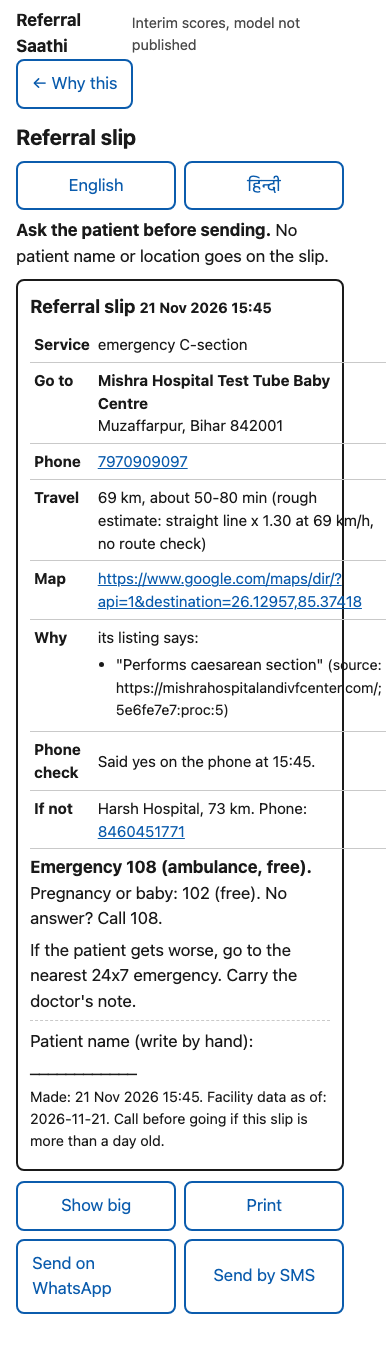 Referral Saathi
Interim scores, model not published
← Why this
Referral slip
English
हिन्दी
Ask the patient before sending. No
patient name or location goes on the slip.
Referral slip 21 Nov 2026 15:45
Service emergency C-section
Go to Mishra Hospital Test Tube Baby
Centre
Muzaffarpur, Bihar 842001
Phone 7970909097
Travel 69 km, about 50-80 min (rough
estimate: straight line x 1.30 at 69 km/h,
no route check)
Map https://www.google.com/maps/dir/?
api=1&destination=26.12957,85.37418
Why its listing says:
• "Performs caesarean section" (source:
https://mishrahospitalandivfcenter.com/;
5e6fe7e7:proc:5)
Phone check Said yes on the phone at 15:45.
If not Harsh Hospital, 73 km. Phone:
8460451771
Emergency 108 (ambulance, free).
Pregnancy or baby: 102 (free). No
answer? Call 108.
If the patient gets worse, go to the
nearest 24x7 emergency. Carry the
doctor's note.
Patient name (write by hand):
____________
Made: 21 Nov 2026 15:45. Facility data as of:
2026-11-21. Call before going if this slip is
more than a day old.
Show big
Print
Send on
WhatsApp
Send by SMS